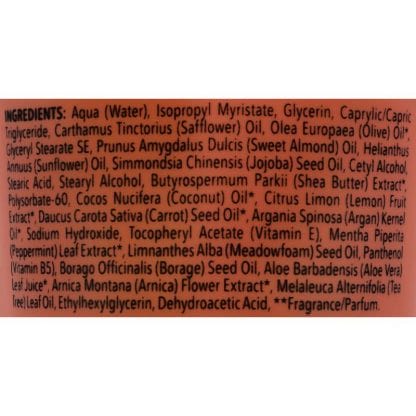 INGREDIENTS: Aqua (Water), Isopropyl Myristate, Glycerin, Caprylic/Capric
Triglyceride, Carthamus Tinctorius (Safflower) Oil, Olea Europaea (Olive) Oil*,
Glyceryl Stearate SE, Prunus Amygdalus Dulcis (Sweet Almond) Oil, Helianthus
Annuus (Sunflower) Oil, Simmondsia Chinensis (Jojoba) Seed Oil, Cetyl Alcohol,
Stearic Acid, Stearyl Alcohol, Butyrospermum Parkii (Shea Butter) Extract*,
Polysorbate-60, Cocos Nucifera (Coconut) Oil*, Citrus Limon (Lemon) Fruit
Extract*, Daucus Carota Sativa (Carrot) Seed Oil*, Argania Spinosa (Argan) Kernel
Oil*, Sodium Hydroxide, Tocopheryl Acetate (Vitamin E), Mentha Piperita
(Peppermint) Leaf Extract*, Limnanthes Alba (Meadowfoam) Seed Oil, Panthenol
(Vitamin B5), Borago Officinalis (Borage) Seed Oil, Aloe Barbadensis (Aloe Vera)
Leaf Juice*, Arnica Montana (Arnica) Flower Extract*, Melaleuca Alternifolia (Tea
Tree) Leaf Oil, Ethylhexylglycerin, Dehydroacetic Acid, **Fragrance/Parfum.